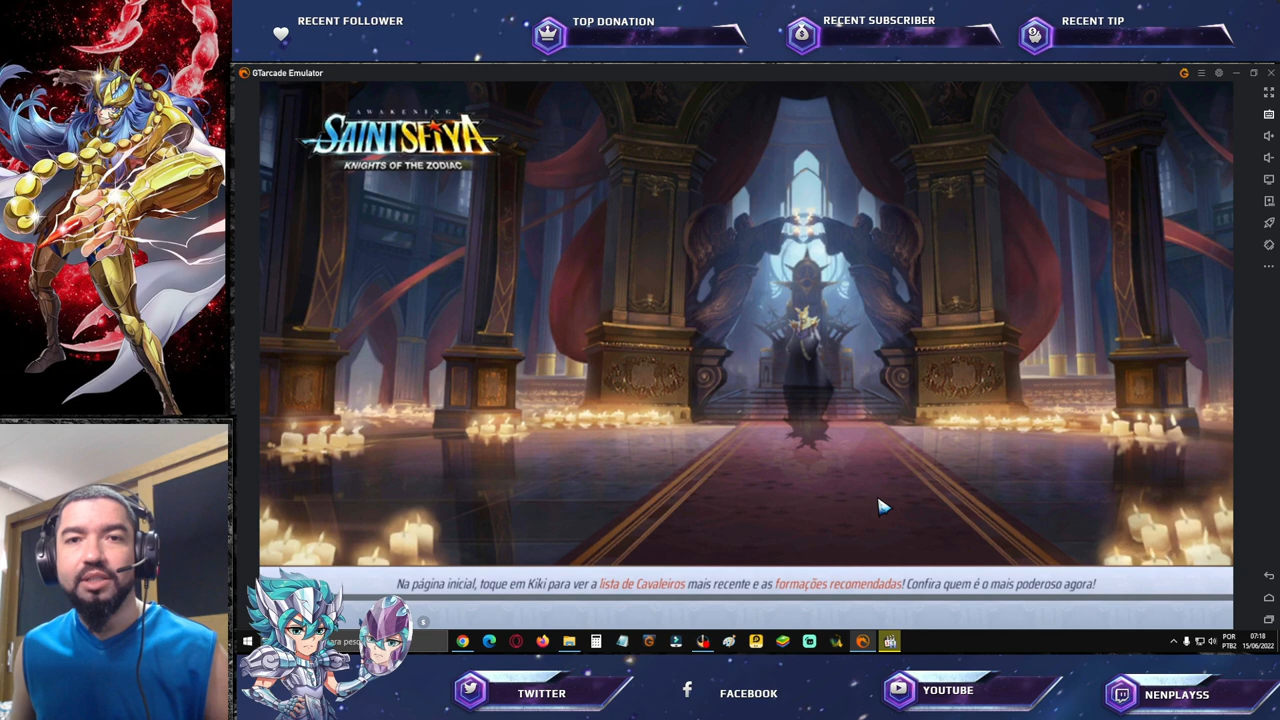 RECENT FOLLOWER
TOP DONATION
RECENT SUBSCRIBER
RECENT TIP
GTarcade Emulator
AWAKENING
SAINT SEIYA
KNIGHTS OF THE ZODIAC
Na página inicial, toque em Kiki para ver a lista de Cavaleiros mais recente e as formações recomendadas! Confira quem é o mais poderoso agora!
para pesq
POR
PTB2
07:18
15/06/2022
TWITTER
FACEBOOK
YOUTUBE
NENPLAYSS